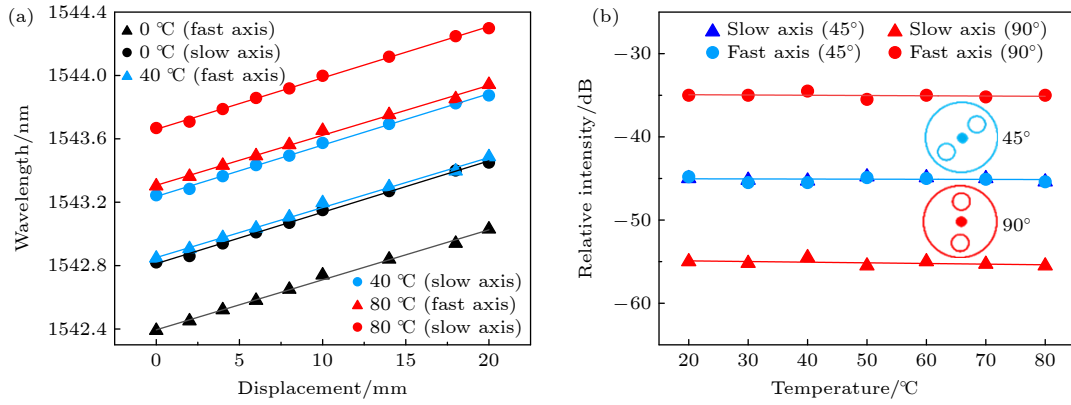 (a)
▲ 0 ℃ (fast axis)
● 0 ℃ (slow axis)
▲ 40 ℃ (fast axis)
● 40 ℃ (slow axis)
▲ 80 ℃ (fast axis)
● 80 ℃ (slow axis)
1544.4
1544.0
1543.6
1543.2
1542.8
1542.4
Wavelength/nm
0 5 10 15 20
Displacement/mm
(b)
▲ Slow axis (45°) ▲ Slow axis (90°)
● Fast axis (45°) ● Fast axis (90°)
−35
−40
−45
−50
−55
−60
Relative intensity/dB
45°
90°
20 30 40 50 60 70 80
Temperature/℃